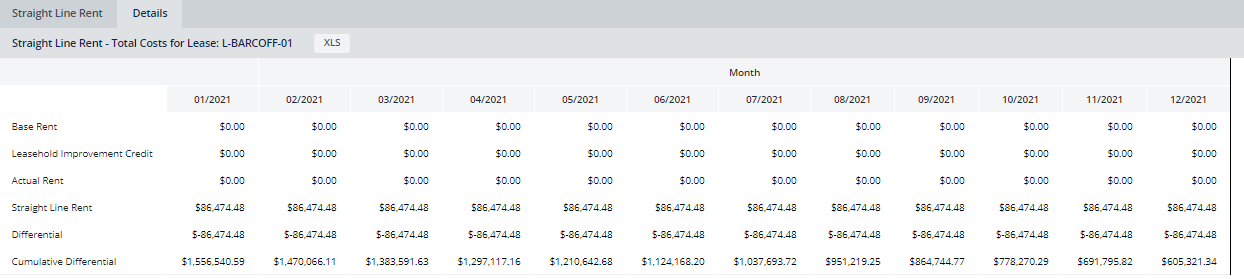 Straight Line Rent Details
Straight Line Rent - Total Costs for Lease: L-BARCOFF-01 XLS
Month
01/2021 02/2021 03/2021 04/2021 05/2021 06/2021 07/2021 08/2021 09/2021 10/2021 11/2021 12/2021
Base Rent $0.00 $0.00 $0.00 $0.00 $0.00 $0.00 $0.00 $0.00 $0.00 $0.00 $0.00 $0.00
Leasehold Improvement Credit $0.00 $0.00 $0.00 $0.00 $0.00 $0.00 $0.00 $0.00 $0.00 $0.00 $0.00 $0.00
Actual Rent $0.00 $0.00 $0.00 $0.00 $0.00 $0.00 $0.00 $0.00 $0.00 $0.00 $0.00 $0.00
Straight Line Rent $86,474.48 $86,474.48 $86,474.48 $86,474.48 $86,474.48 $86,474.48 $86,474.48 $86,474.48 $86,474.48 $86,474.48 $86,474.48 $86,474.48
Differential $-86,474.48 $-86,474.48 $-86,474.48 $-86,474.48 $-86,474.48 $-86,474.48 $-86,474.48 $-86,474.48 $-86,474.48 $-86,474.48 $-86,474.48 $-86,474.48
Cumulative Differential $1,556,540.59 $1,470,066.11 $1,383,591.63 $1,297,117.16 $1,210,642.68 $1,124,168.20 $1,037,693.72 $951,219.25 $864,744.77 $778,270.29 $691,795.82 $605,321.34